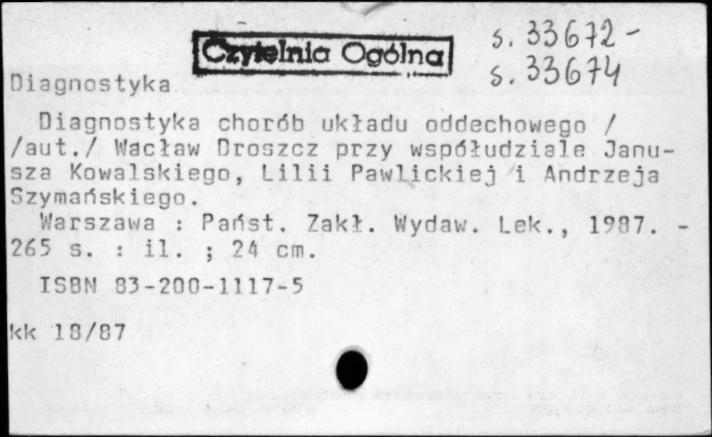 Czytelnia Ogólna
s. 33672-
s. 33674
Diagnostyka
Diagnostyka chorób układu oddechowego /
/aut./ Wacław Droszcz przy współudziale Janu-
sza Kowalskiego, Lilii Pawlickiej i Andrzeja
Szymańskiego.
Warszawa : Państ. Zakł. Wydaw. Lek., 1987. -
265 s. : il. ; 24 cm.
ISBN 83-200-1117-5
kk 18/87